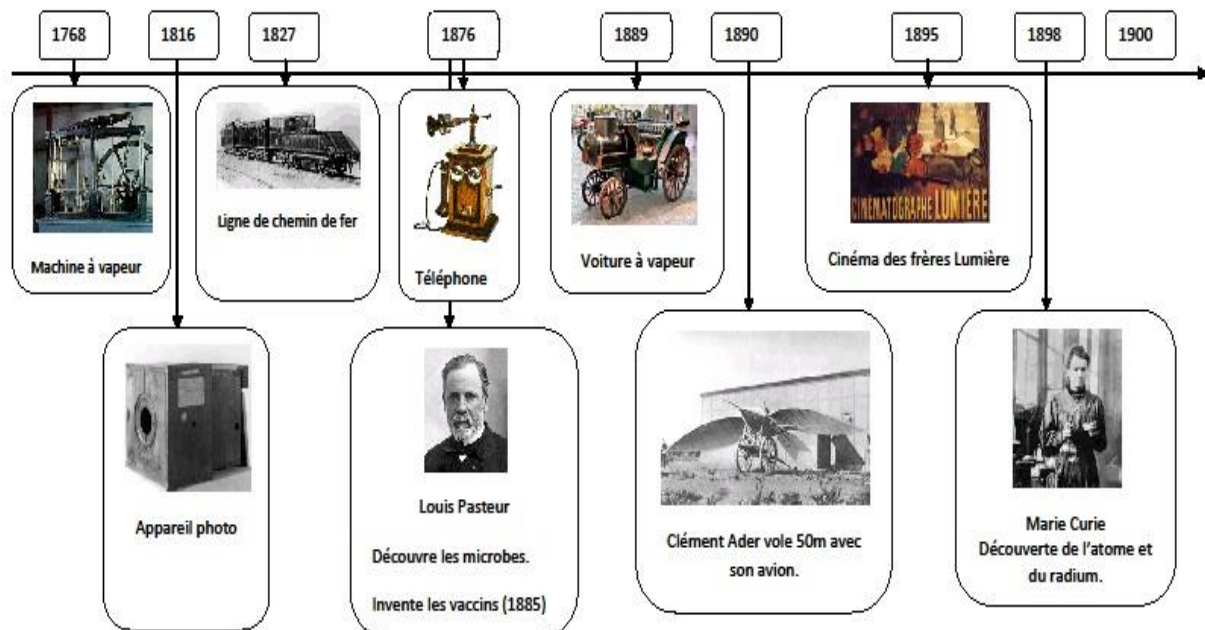 1768
1816
1827
1876
1889
1890
1895
1898
1900
Machine à vapeur
Ligne de chemin de fer
Téléphone
Voiture à vapeur
CINÉMATOGRAPHE LUMIÈRE
Cinéma des frères Lumière
Appareil photo
Louis Pasteur
Découvre les microbes.
Invente les vaccins (1885)
Clément Ader vole 50m avec
son avion.
Marie Curie
Découverte de l'atome et
du radium.